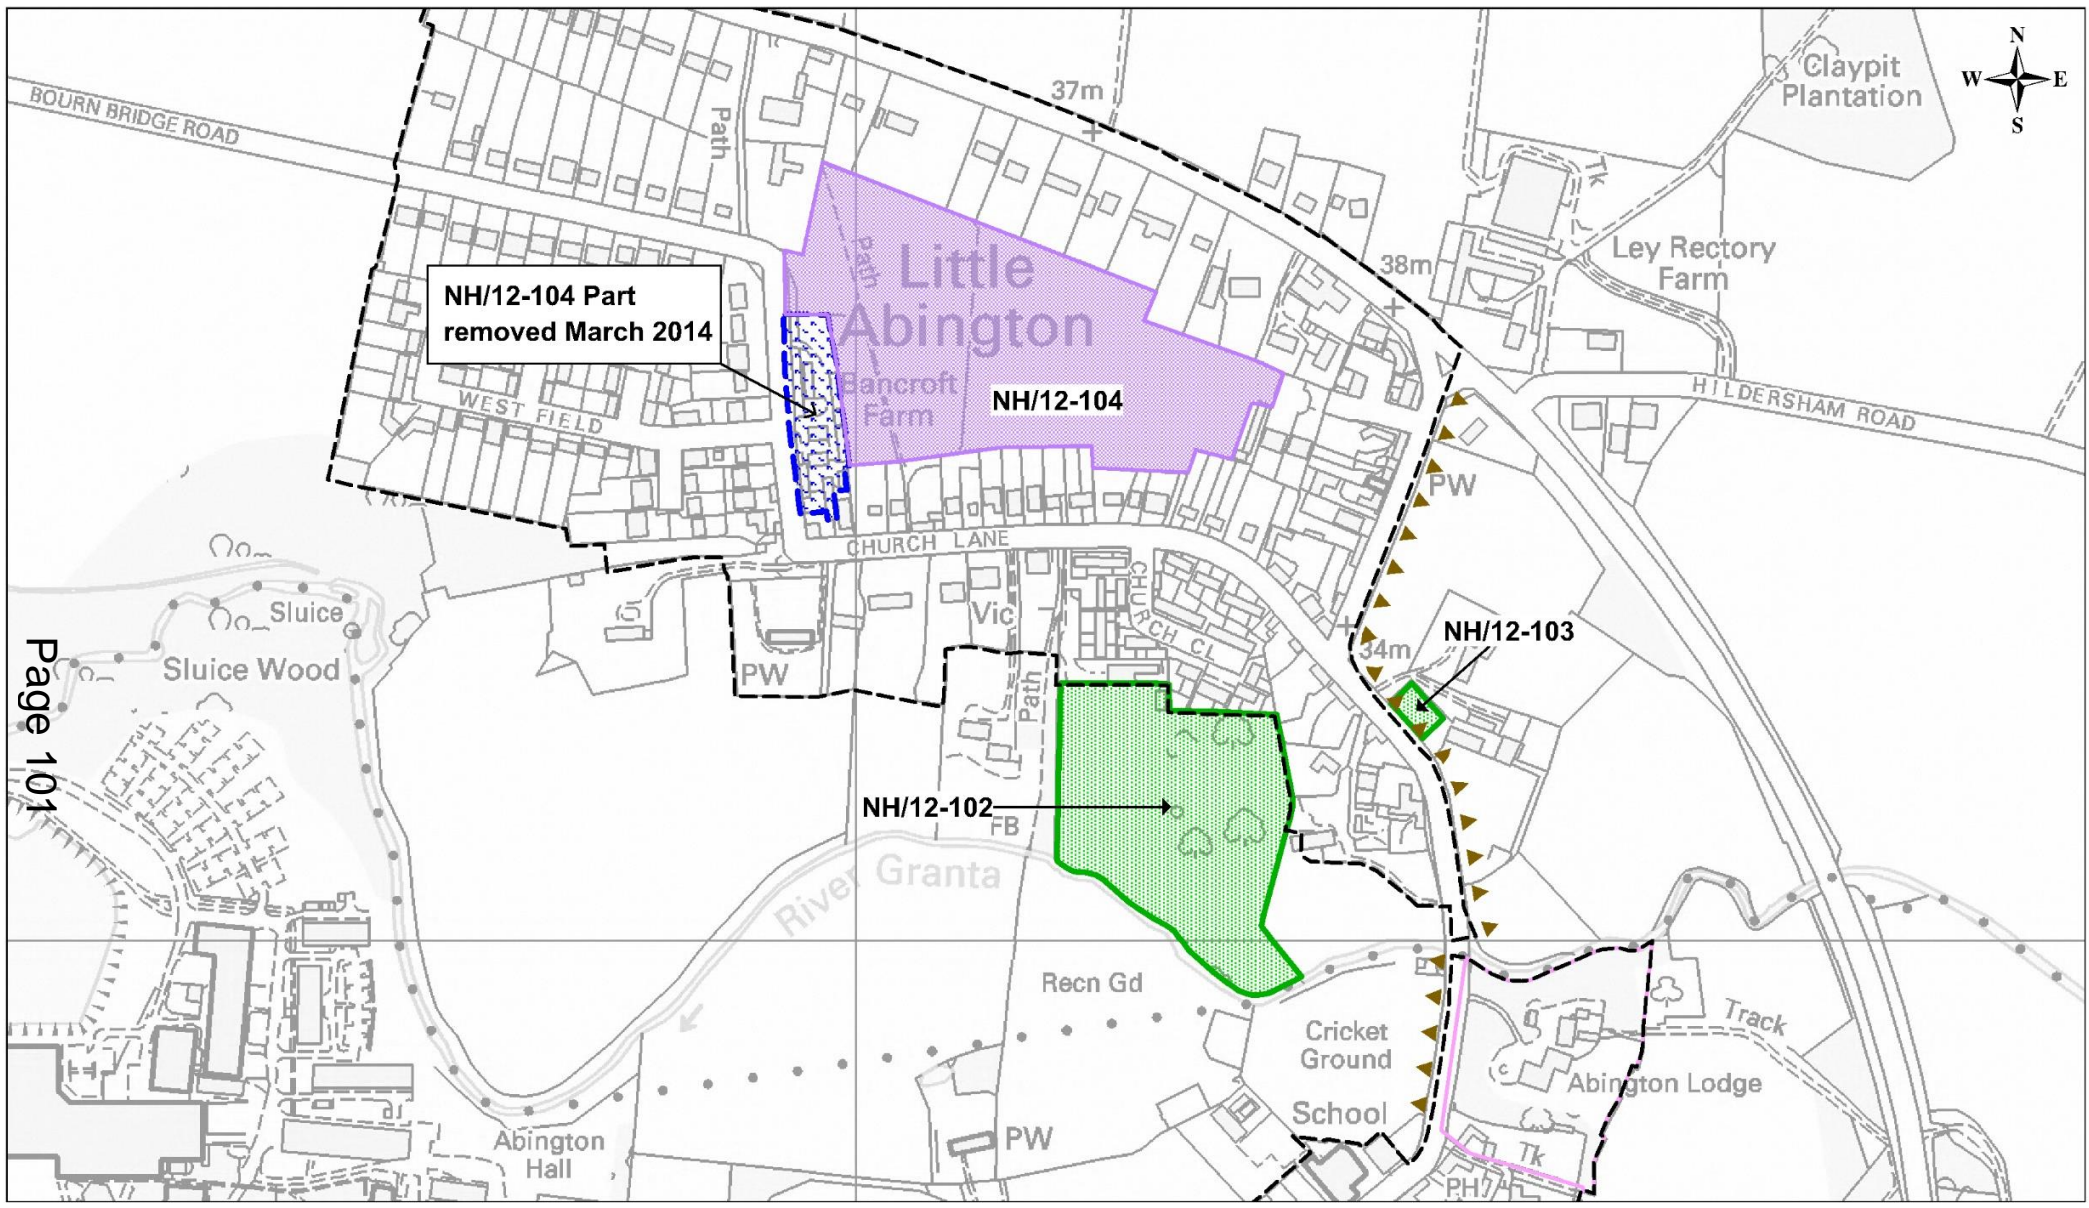 N
W E
S
Claypit
Plantation
37m
BOURN BRIDGE ROAD
Path
Tk
Ley Rectory
Farm
38m
Path
Little
Abington
NH/12-104 Part
removed March 2014
Bancroft
Farm
NH/12-104
HILDERSHAM ROAD
WEST FIELD
PW
CHURCH LANE
CHURCH CL
Sluice
Vic
NH/12-103
34m
Sluice Wood
PW
Path
Page 101
NH/12-102
FB
River Granta
Recn Gd
Cricket
Ground
Track
Abington Lodge
School
Abington
Hall
PW
Tk
PH